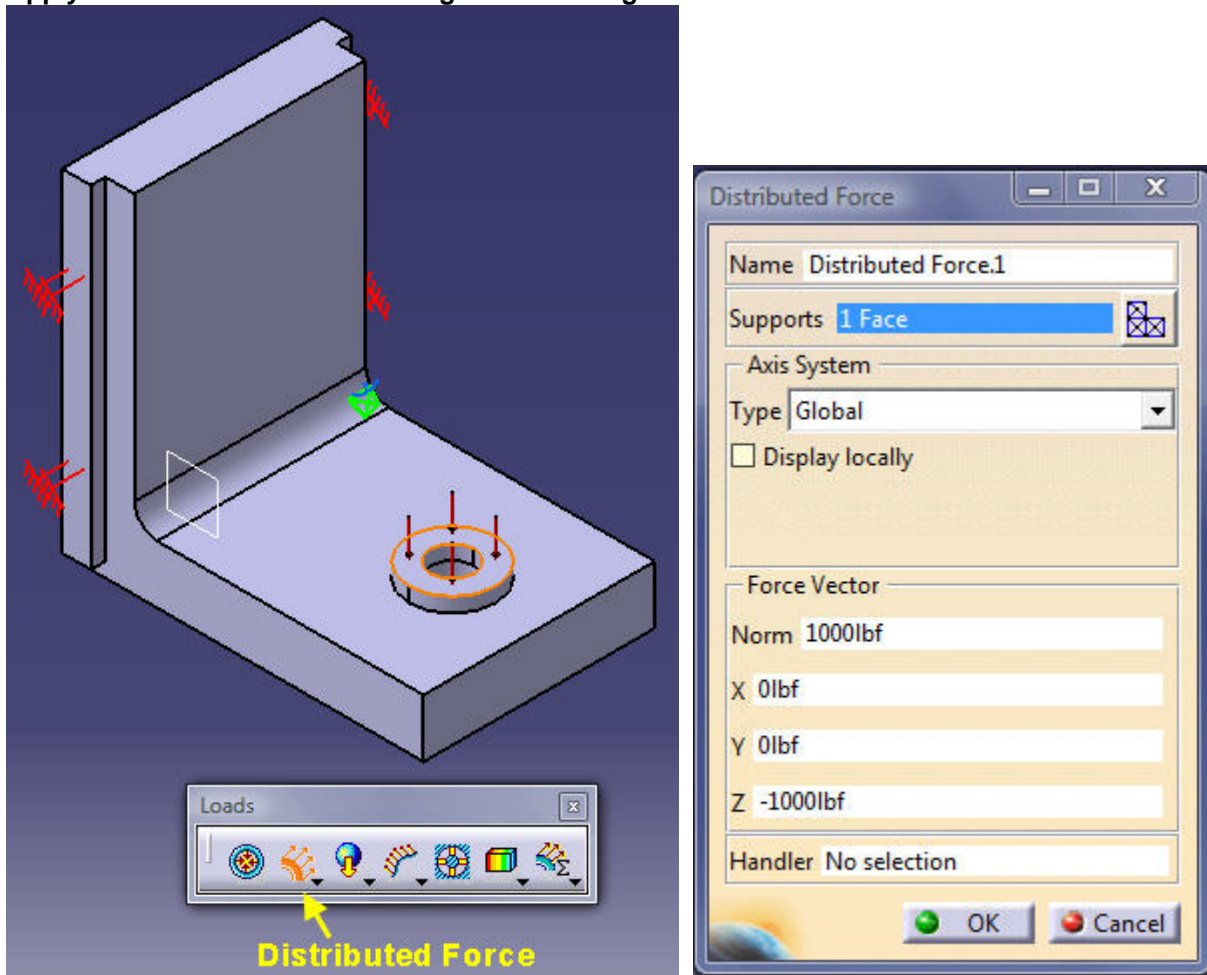 Loads
Distributed Force
Distributed Force
Name Distributed Force.1
Supports 1 Face
Axis System
Type Global
Display locally
Force Vector
Norm 1000lbf
X 0lbf
Y 0lbf
Z -1000lbf
Handler No selection
OK Cancel